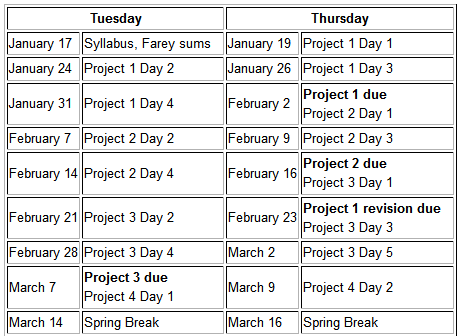 Tuesday Thursday
January 17 Syllabus, Farey sums January 19 Project 1 Day 1
January 24 Project 1 Day 2 January 26 Project 1 Day 3
January 31 Project 1 Day 4 February 2 Project 1 due
Project 2 Day 1
February 7 Project 2 Day 2 February 9 Project 2 Day 3
February 14 Project 2 Day 4 February 16 Project 2 due
Project 3 Day 1
February 21 Project 3 Day 2 February 23 Project 1 revision due
Project 3 Day 3
February 28 Project 3 Day 4 March 2 Project 3 Day 5
March 7 Project 3 due
Project 4 Day 1 March 9 Project 4 Day 2
March 14 Spring Break March 16 Spring Break